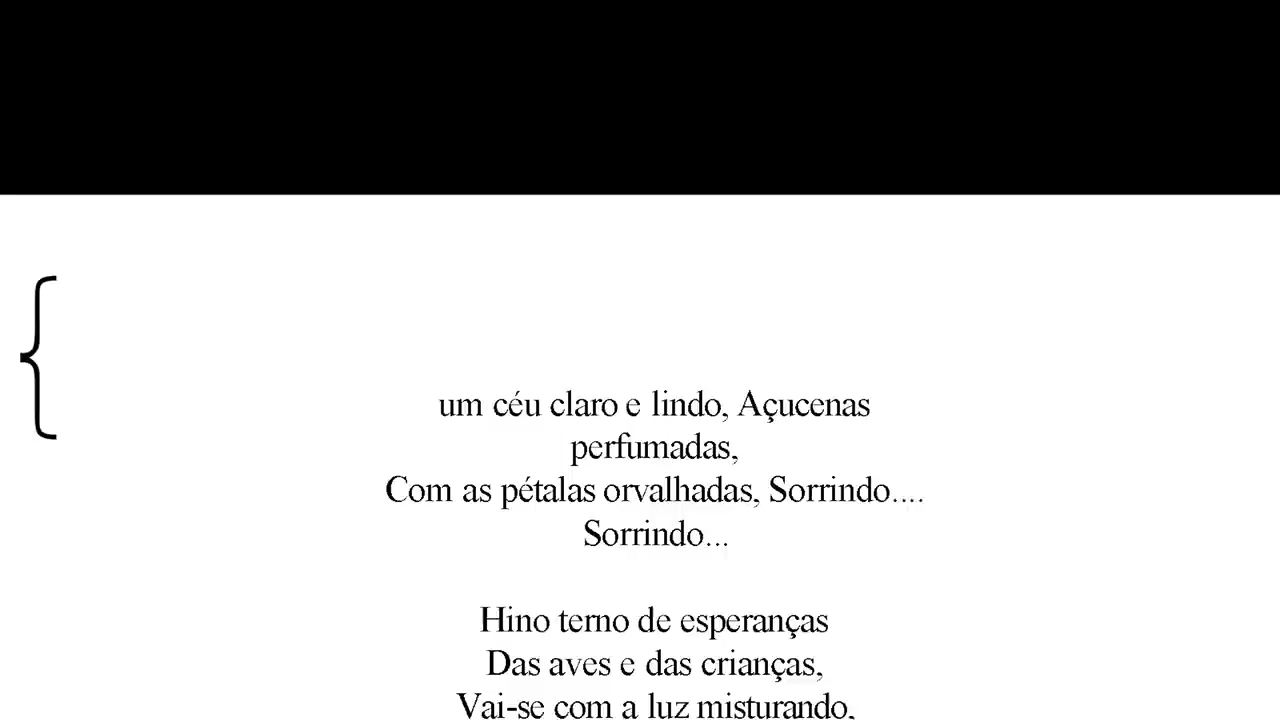 {
um céu claro e lindo, Açucenas
perfumadas,
Com as pétalas orvalhadas, Sorrindo....
Sorrindo...
Hino terno de esperanças
Das aves e das crianças,
Vai-se com a luz misturando,